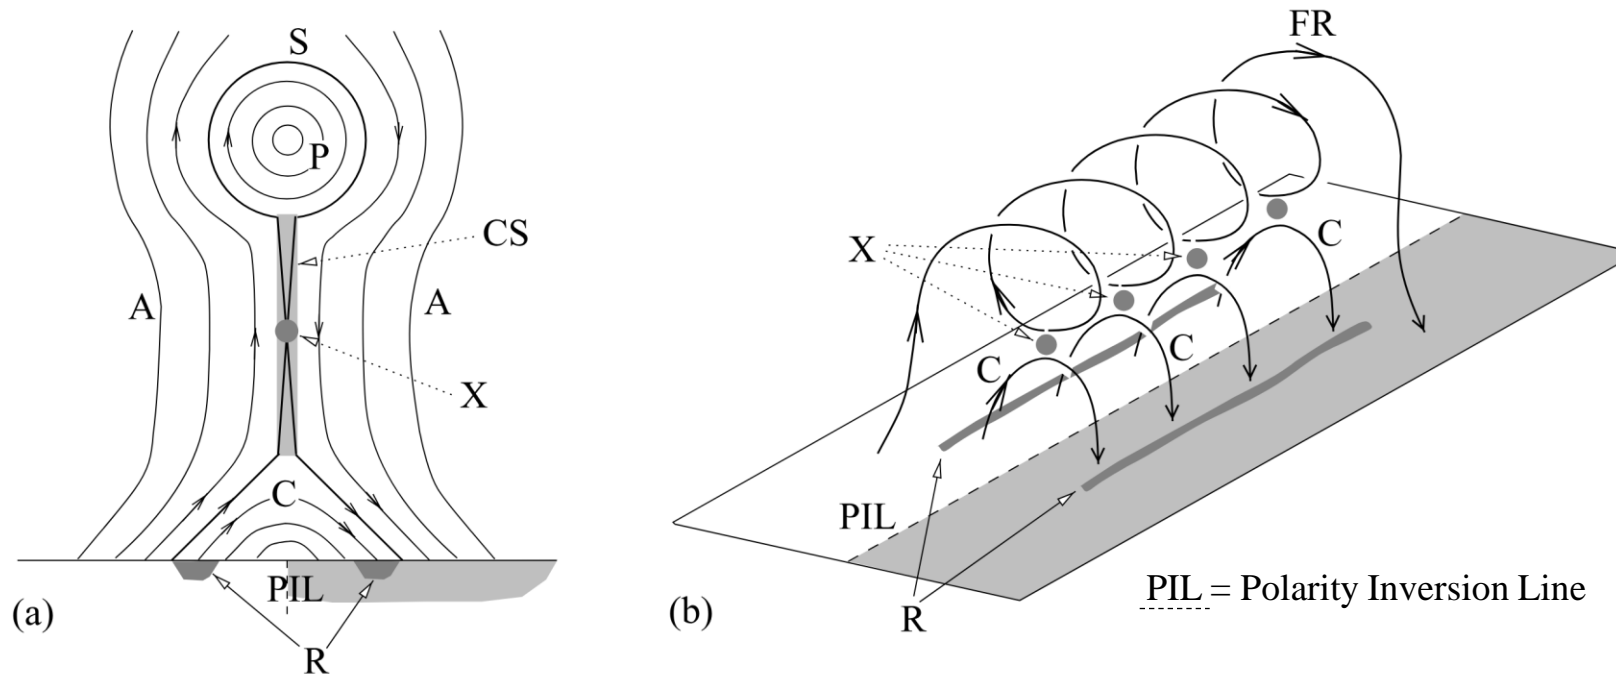 S
P
CS
A
A
X
C
PIL
(a)
R
FR
X
C
C
C
PIL
R
(b)
PIL = Polarity Inversion Line